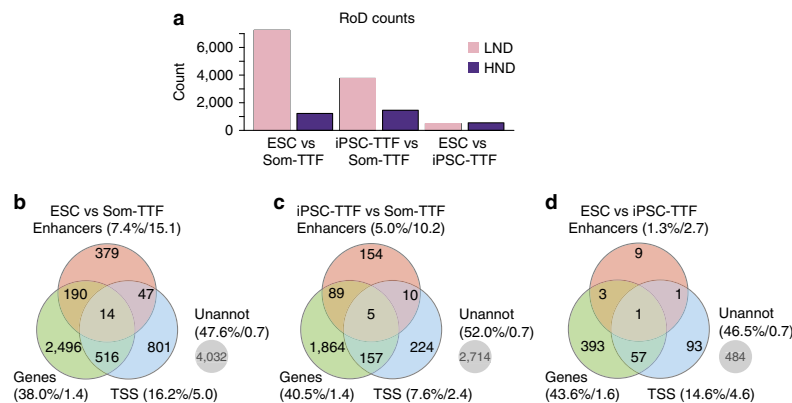 a
RoD counts
6,000
4,000
2,000
0
Count
LND
HND
ESC vs
Som-TTF
iPSC-TTF vs
Som-TTF
ESC vs
iPSC-TTF
b
ESC vs Som-TTF
Enhancers (7.4%/15.1)
379
190
47
14
2,496
516
801
Unannot
(47.6%/0.7)
4,032
Genes
(38.0%/1.4)
TSS (16.2%/5.0)
c
iPSC-TTF vs Som-TTF
Enhancers (5.0%/10.2)
154
89
10
5
1,864
157
224
Unannot
(52.0%/0.7)
2,714
Genes
(40.5%/1.4)
TSS (7.6%/2.4)
d
ESC vs iPSC-TTF
Enhancers (1.3%/2.7)
9
3
1
1
393
57
93
Unannot
(46.5%/0.7)
484
Genes
(43.6%/1.6)
TSS (14.6%/4.6)